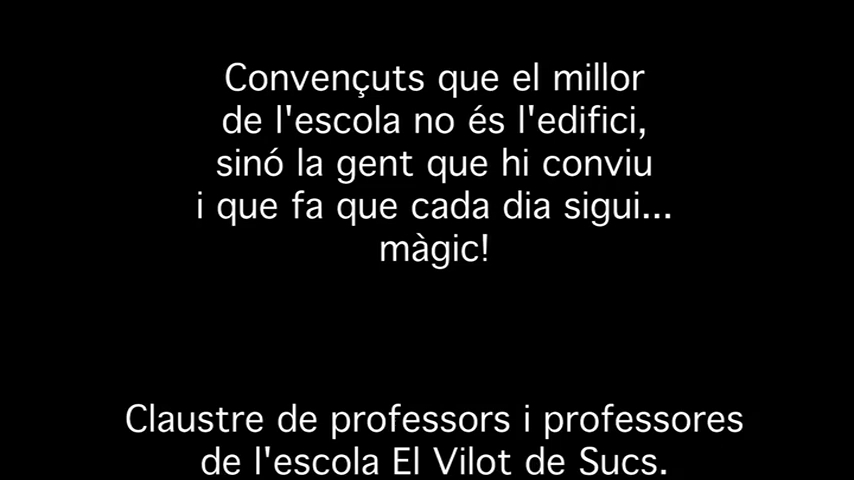 Convençuts que el millor
de l'escola no és l'edifici,
sinó la gent que hi conviu
i que fa que cada dia sigui...
màgic!
Claustre de professors i professores
de l'escola El Vilot de Sucs.